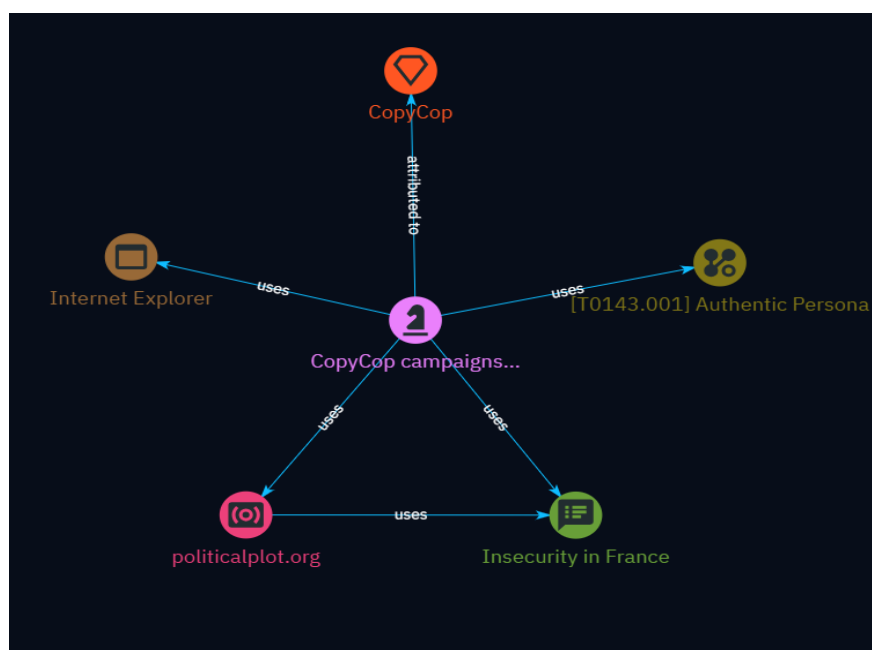 CopyCop
attributed to
Internet Explorer
uses
uses
[T0143.001] Authentic Persona
CopyCop campaigns...
uses
uses
uses
politicalplot.org
Insecurity in France